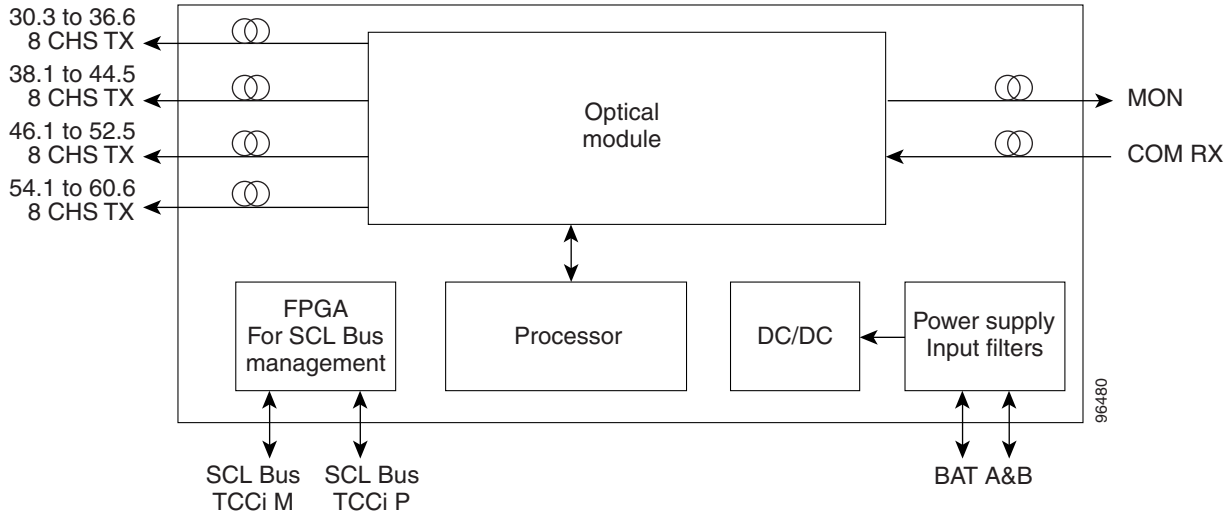 30.3 to 36.6
8 CHS TX
38.1 to 44.5
8 CHS TX
46.1 to 52.5
8 CHS TX
54.1 to 60.6
8 CHS TX
Optical
module
MON
COM RX
FPGA
For SCL Bus
management
Processor
DC/DC
Power supply
Input filters
96480
SCL Bus
TCCi M
SCL Bus
TCCi P
BAT A&B